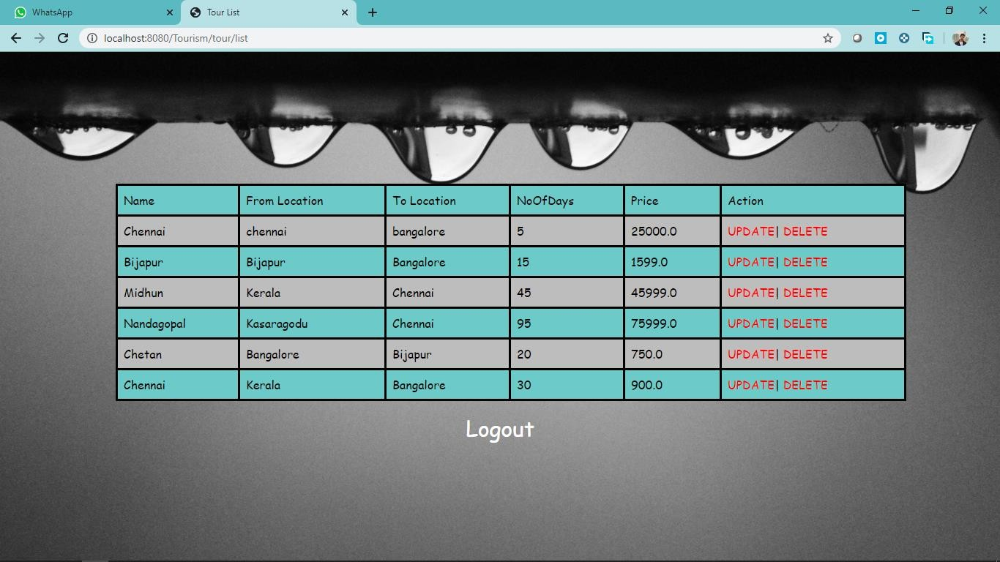 WhatsApp Tour List
localhost:8080/Tourism/tour/list
Name From Location To Location NoOfDays Price Action
Chennai chennai bangalore 5 25000.0 UPDATE| DELETE
Bijapur Bijapur Bangalore 15 1599.0 UPDATE| DELETE
Midhun Kerala Chennai 45 45999.0 UPDATE| DELETE
Nandagopal Kasaragodu Chennai 95 75999.0 UPDATE| DELETE
Chetan Bangalore Bijapur 20 750.0 UPDATE| DELETE
Chennai Kerala Bangalore 30 900.0 UPDATE| DELETE
Logout